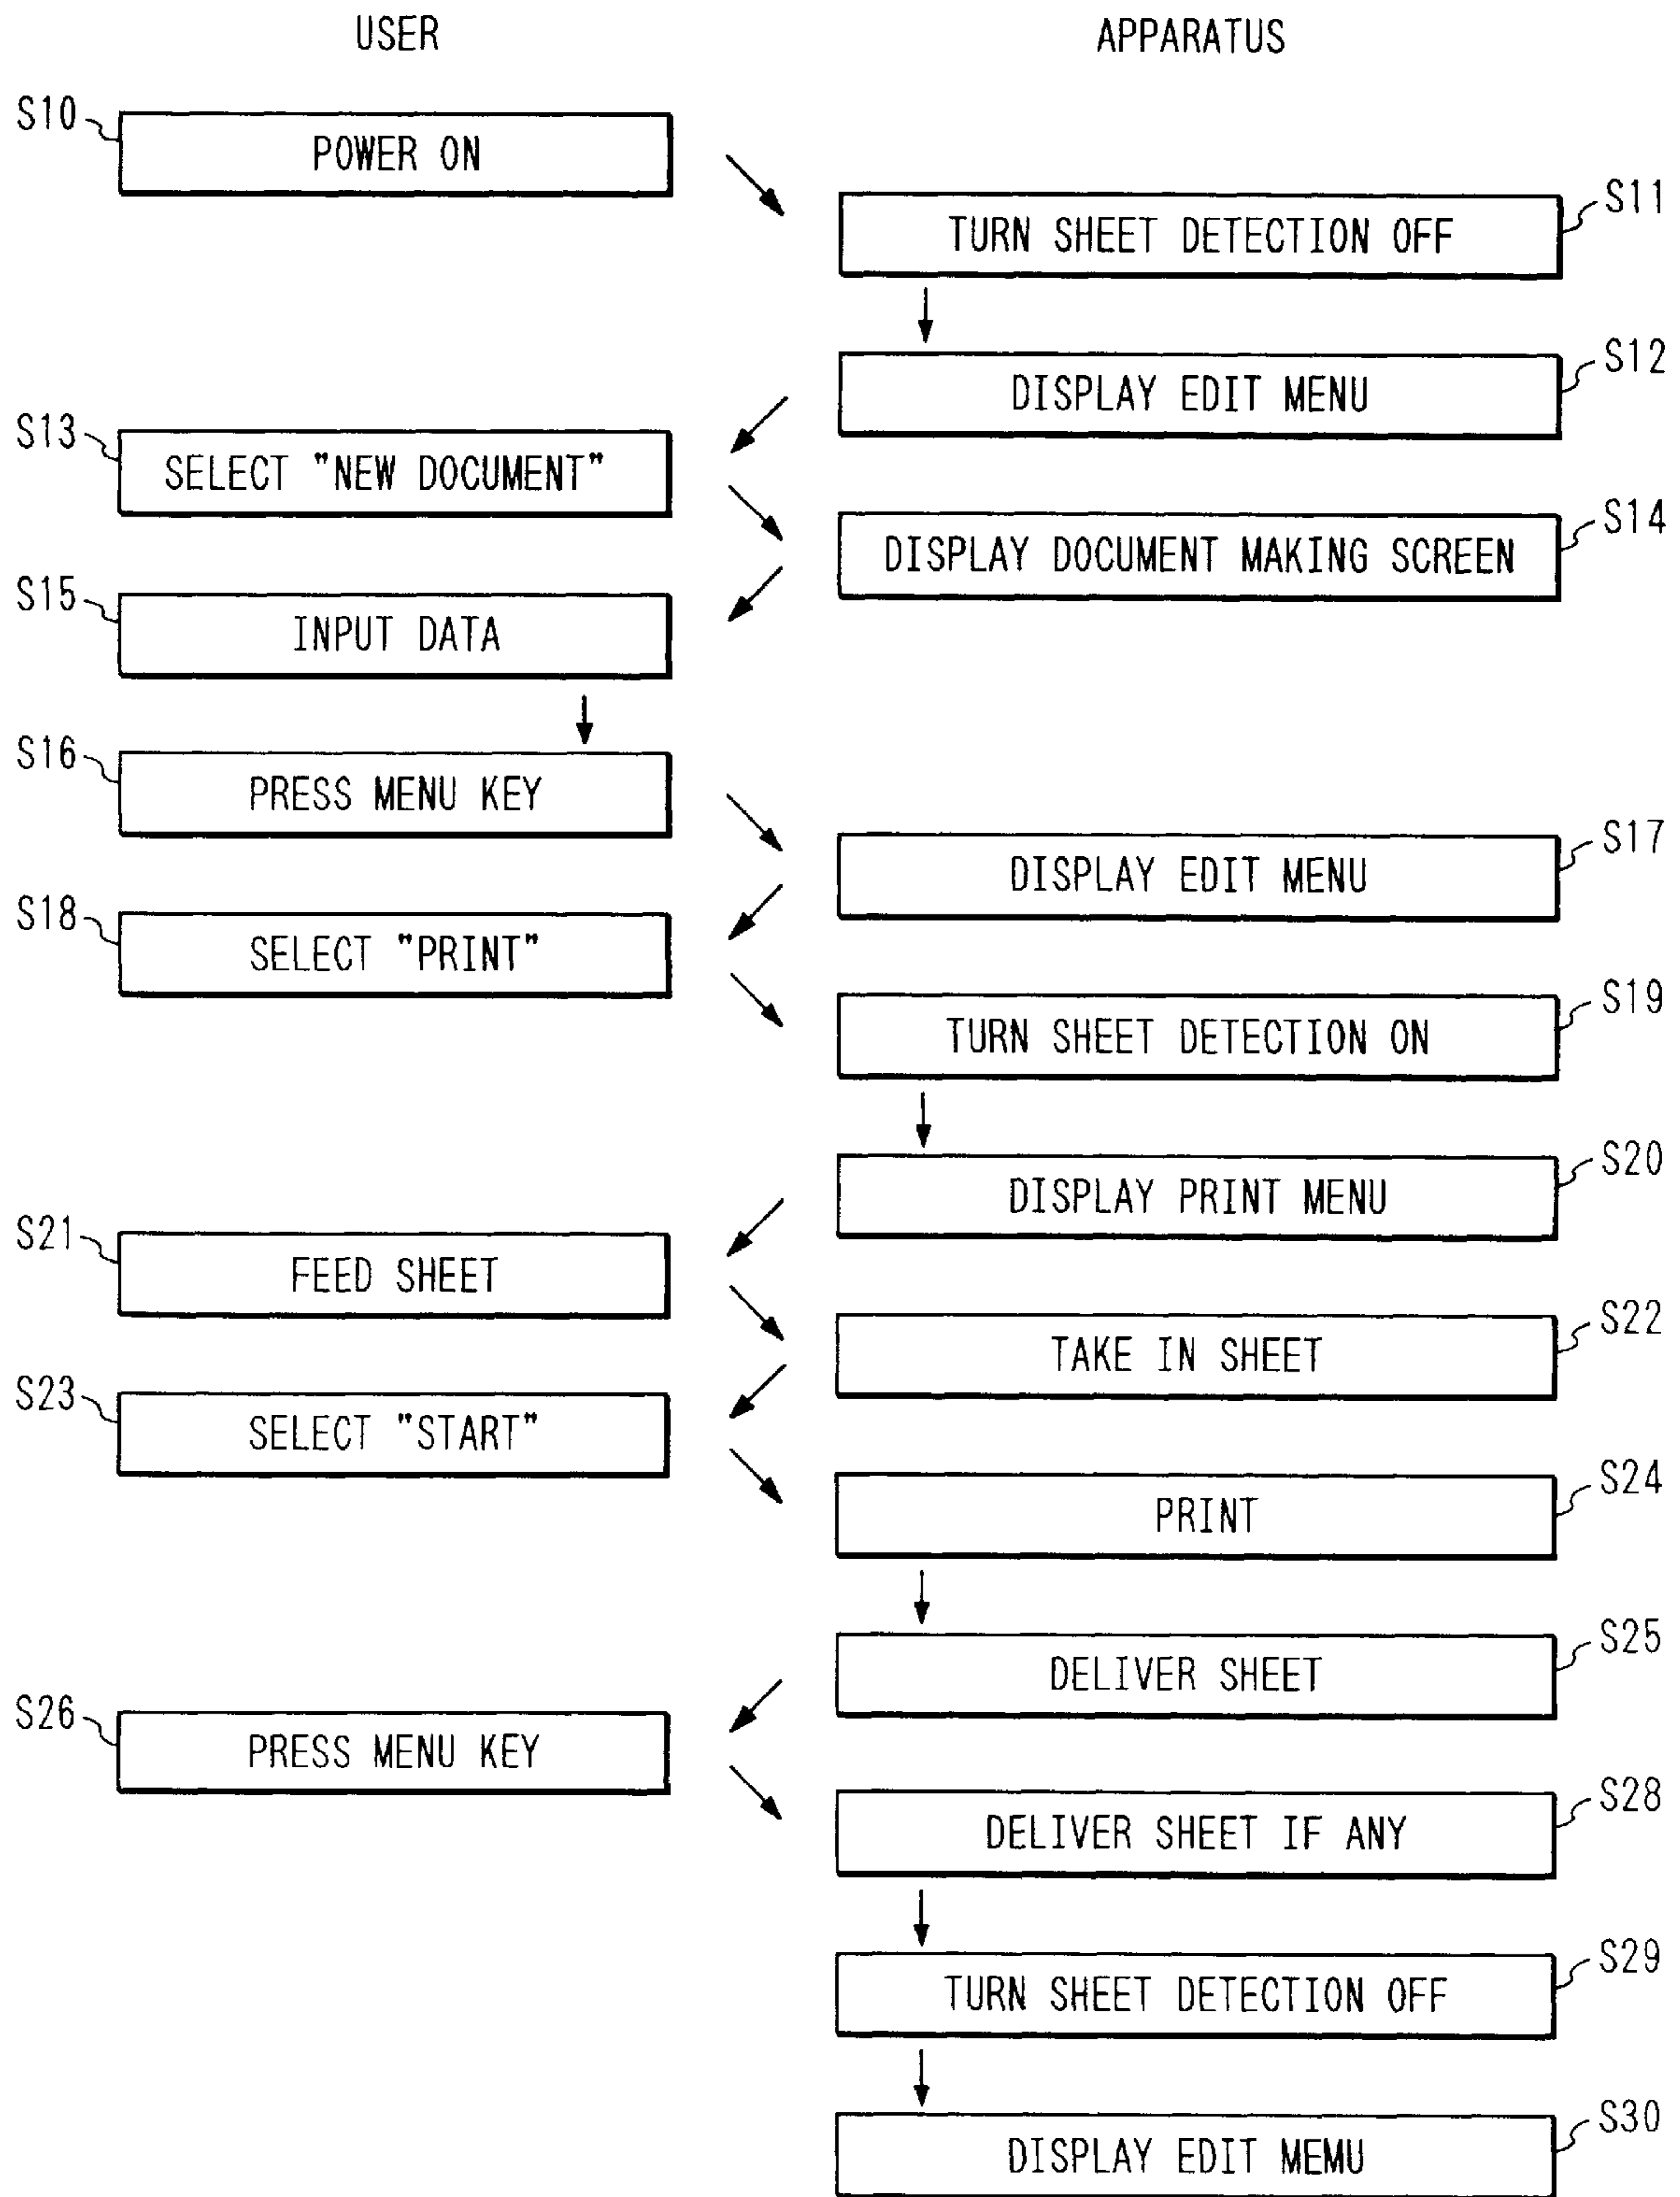 USER APPARATUS
S10 POWER ON
S11 TURN SHEET DETECTION OFF
S12 DISPLAY EDIT MENU
S13 SELECT "NEW DOCUMENT"
S14 DISPLAY DOCUMENT MAKING SCREEN
S15 INPUT DATA
S16 PRESS MENU KEY
S17 DISPLAY EDIT MENU
S18 SELECT "PRINT"
S19 TURN SHEET DETECTION ON
S20 DISPLAY PRINT MENU
S21 FEED SHEET
S22 TAKE IN SHEET
S23 SELECT "START"
S24 PRINT
S25 DELIVER SHEET
S26 PRESS MENU KEY
S28 DELIVER SHEET IF ANY
S29 TURN SHEET DETECTION OFF
S30 DISPLAY EDIT MEMU